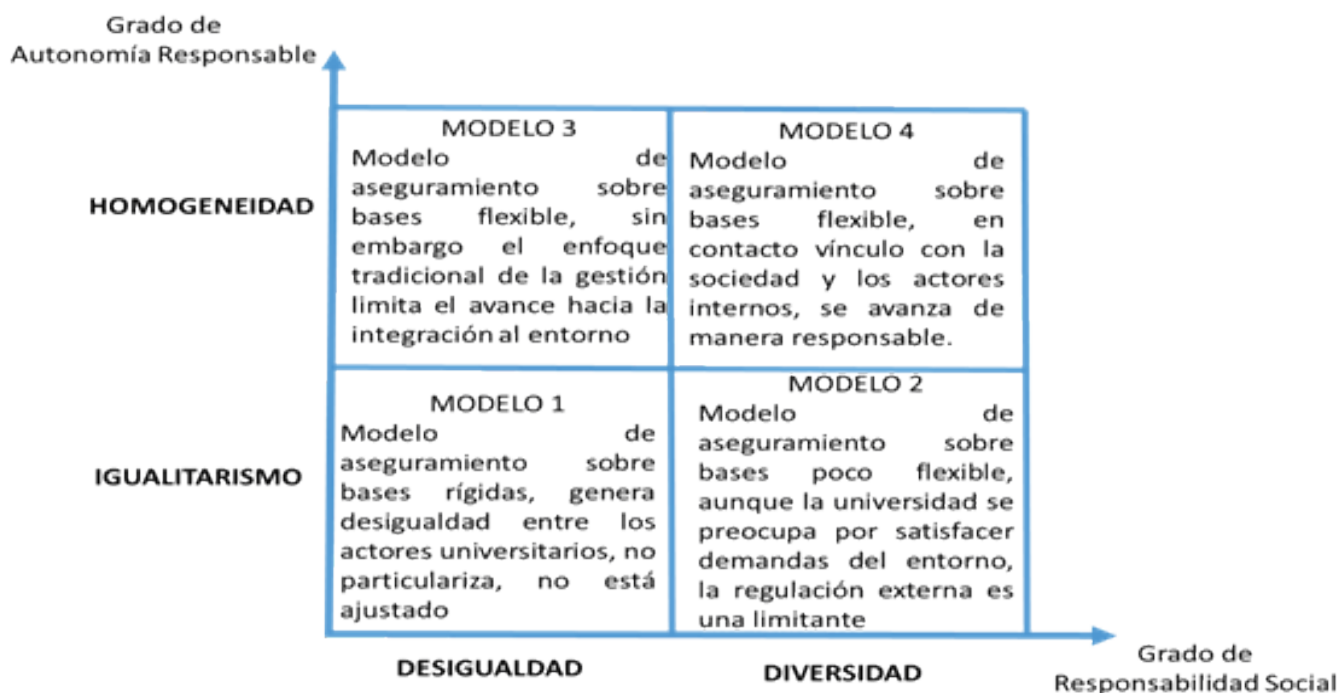 Grado de
Autonomía Responsable
HOMOGENEIDAD
MODELO 3
Modelo de
aseguramiento sobre
bases flexible, sin
embargo el enfoque
tradicional de la gestión
limita el avance hacia la
integración al entorno
MODELO 4
Modelo de
aseguramiento sobre
bases flexible, en
contacto vínculo con la
sociedad y los actores
internos, se avanza de
manera responsable.
IGUALITARISMO
MODELO 1
Modelo de
aseguramiento sobre
bases rígidas, genera
desigualdad entre los
actores universitarios, no
particulariza, no está
ajustado
MODELO 2
Modelo de
aseguramiento sobre
bases poco flexible,
aunque la universidad se
preocupa por satisfacer
demandas del entorno,
la regulación externa es
una limitante
DESIGUALDAD
DIVERSIDAD
Grado de
Responsabilidad Social